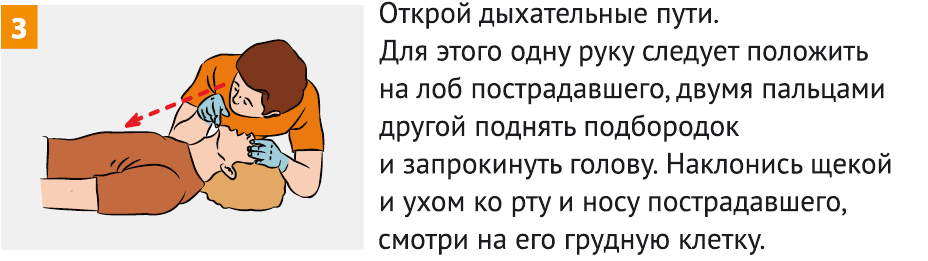 3
Открой дыхательные пути.
Для этого одну руку следует положить
на лоб пострадавшего, двумя пальцами
другой поднять подбородок
и запрокинуть голову. Наклонись щекой
и ухом ко рту и носу пострадавшего,
смотри на его грудную клетку.